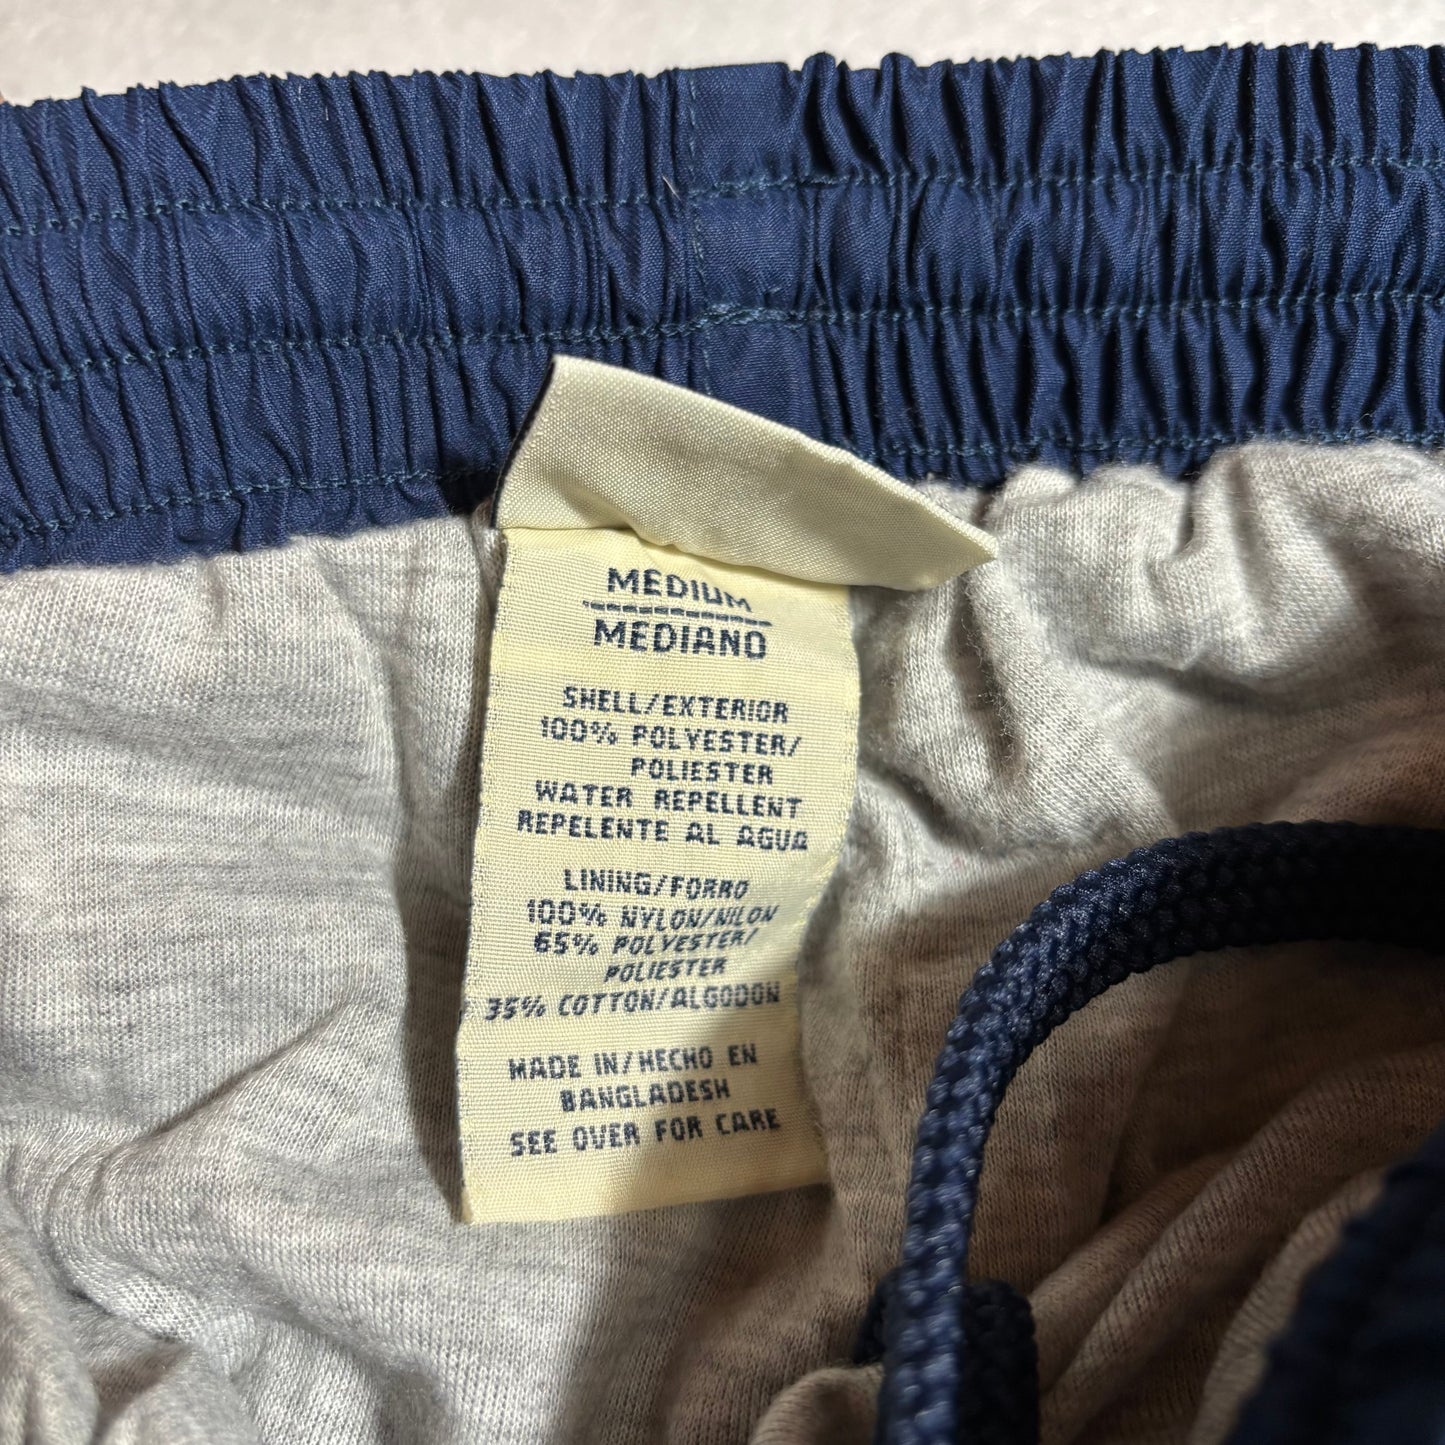 MEDIUM
MEDIANO
SHELL/EXTERIOR
100% POLYESTER/
POLIESTER
WATER REPELLENT
REPELENTE AL AGUA
LINING/FORRO
100% NYLON/NILON
65% POLYESTER/
POLIESTER
35% COTTON/ALGODON
MADE IN/HECHO EN
BANGLADESH
SEE OVER FOR CARE